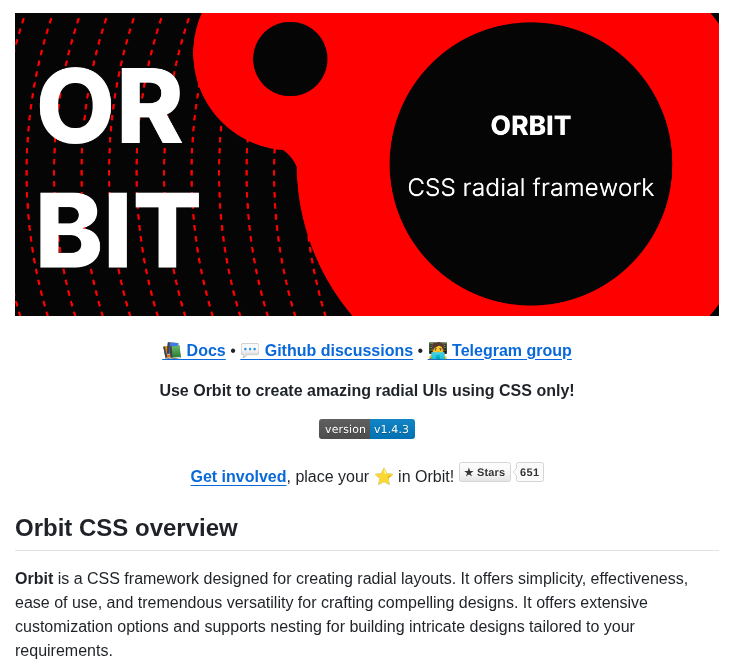 OR
BIT
ORBIT
CSS radial framework
📚 Docs • 💬 Github discussions • 🧑‍💻 Telegram group
Use Orbit to create amazing radial UIs using CSS only!
version v1.4.3
Get involved, place your ⭐ in Orbit! ★ Stars 651
Orbit CSS overview
Orbit is a CSS framework designed for creating radial layouts. It offers simplicity, effectiveness,
ease of use, and tremendous versatility for crafting compelling designs. It offers extensive
customization options and supports nesting for building intricate designs tailored to your
requirements.